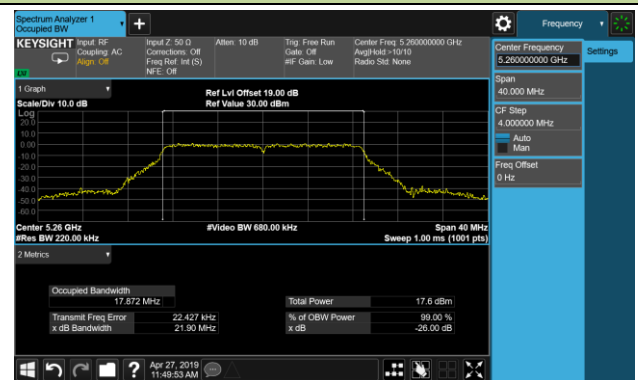 Spectrum Analyzer 1
Occupied BW
Frequency
KEYSIGHT
Input: RF
Coupling: AC
Align: Off
Input Z: 50 Ω
Corrections: Off
Freq Ref: Int (S)
NFE: Off
Atten: 10 dB
Trig: Free Run
Gate: Off
#IF Gain: Low
Center Freq: 5.260000000 GHz
Avg|Hold:>10/10
Radio Std: None
Center Frequency
5.260000000 GHz
Settings
Span
40.000 MHz
CF Step
4.000000 MHz
Auto
Man
Freq Offset
0 Hz
1 Graph
Scale/Div 10.0 dB
Ref Lvl Offset 19.00 dB
Ref Value 30.00 dBm
Log
20.0
10.0
0.00
-10.0
-20.0
-30.0
-40.0
-50.0
-60.0
Center 5.26 GHz
#Res BW 220.00 kHz
#Video BW 680.00 kHz
Span 40 MHz
Sweep 1.00 ms (1001 pts)
2 Metrics
Occupied Bandwidth
17.872 MHz
Total Power 17.6 dBm
Transmit Freq Error 22.427 kHz
% of OBW Power 99.00 %
x dB Bandwidth 21.90 MHz
x dB -26.00 dB
?
Apr 27, 2019
11:49:53 AM